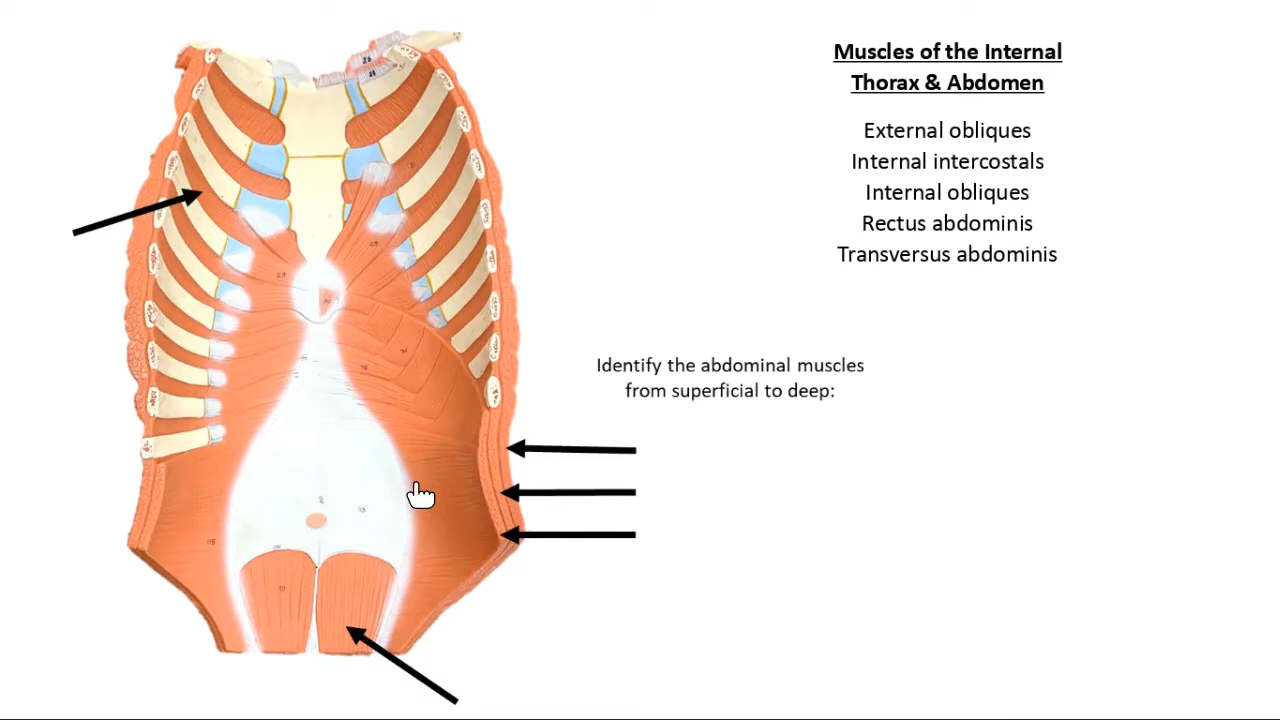 Muscles of the Internal
Thorax & Abdomen
External obliques
Internal intercostals
Internal obliques
Rectus abdominis
Transversus abdominis
Identify the abdominal muscles
from superficial to deep: